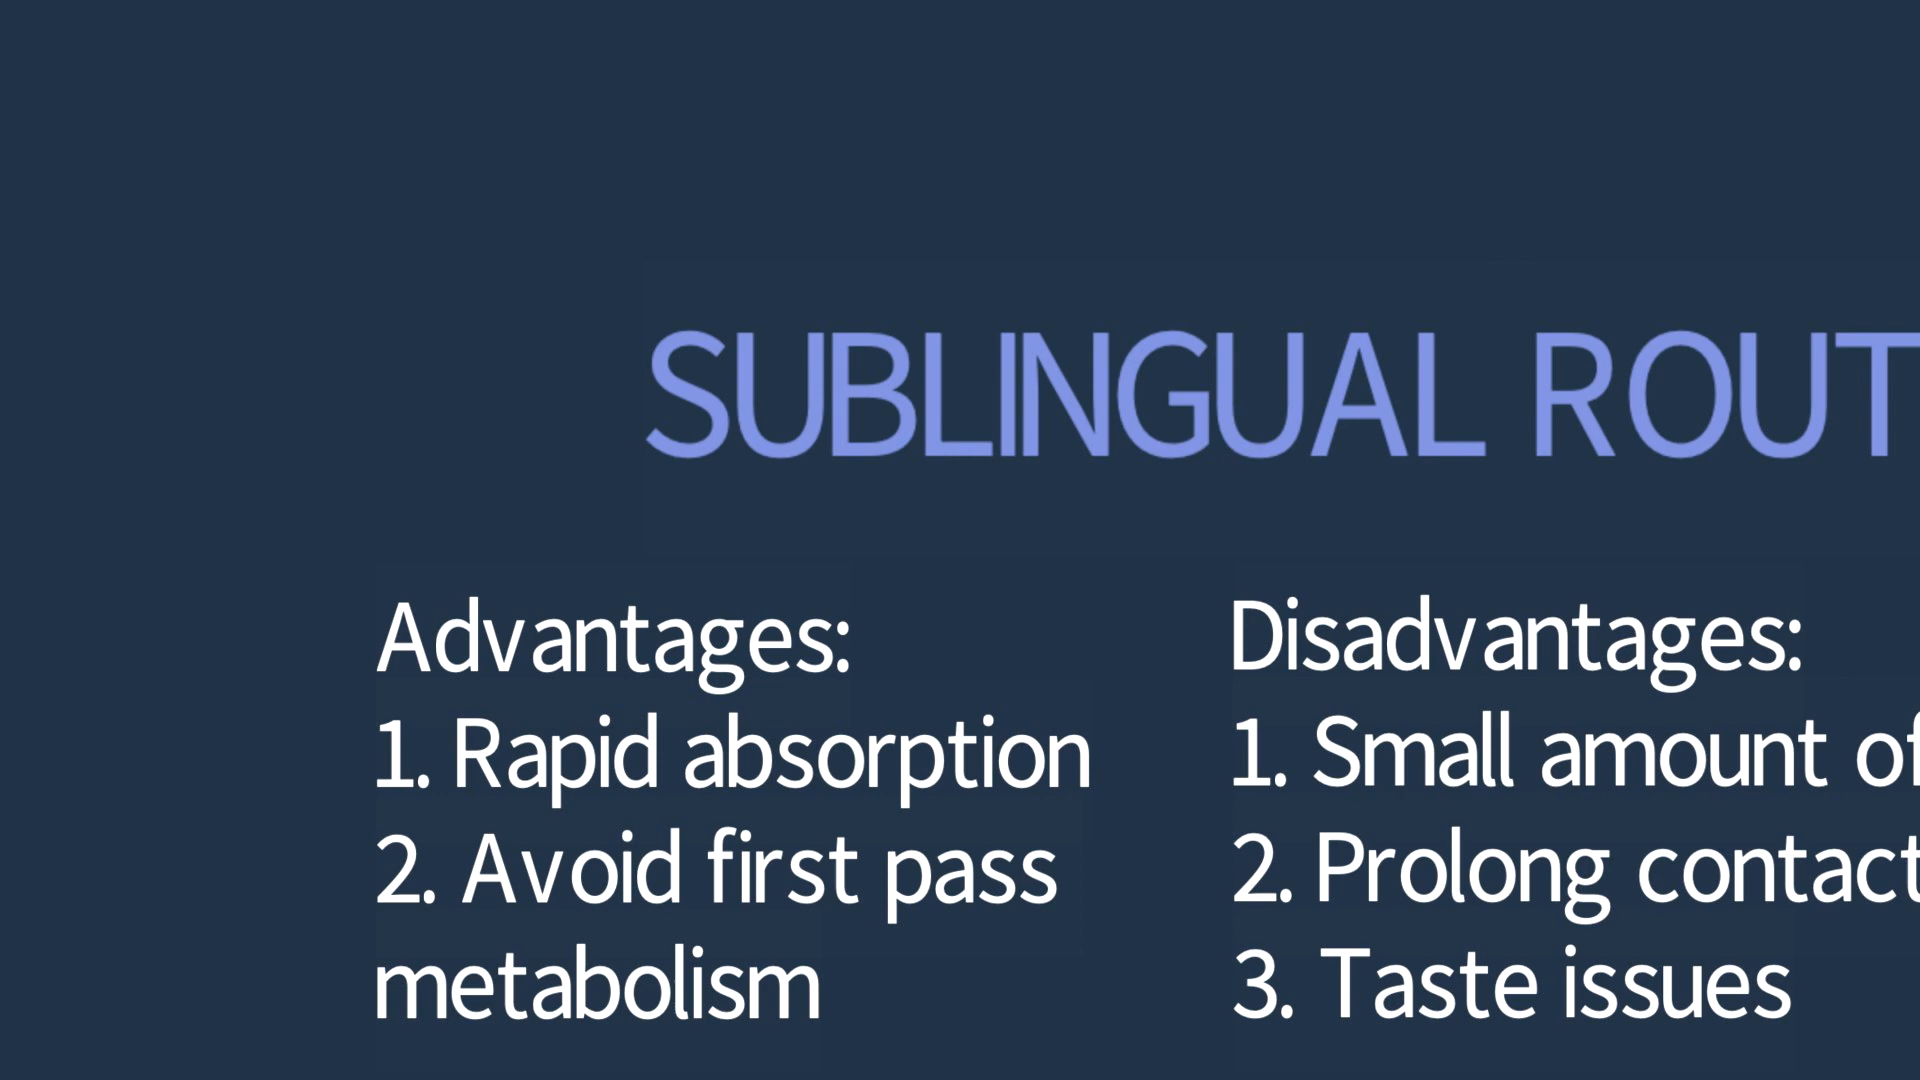 SUBLINGUAL ROUT
Advantages:
1. Rapid absorption
2. Avoid first pass
metabolism
Disadvantages:
1. Small amount of
2. Prolong contact
3. Taste issues